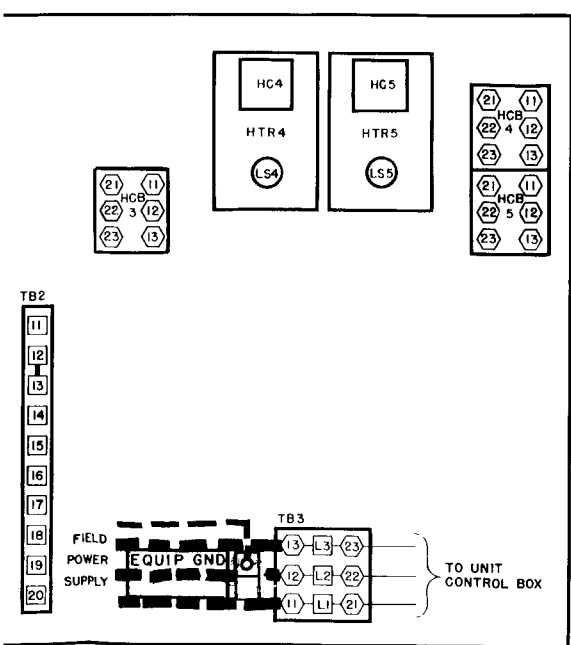 HC4
HC5
HTR4
HTR5
LS4
LS5
21 11
HCB
22 4 12
23 13
21 11
HCB
22 5 12
23 13
21 11
HCB
22 3 12
23 13
TB2
11
12
13
14
15
16
17
18
19
20
TB3
FIELD
POWER
SUPPLY
EQUIP GND
13 L3 23
12 L2 22
11 L1 21
TO UNIT
CONTROL BOX